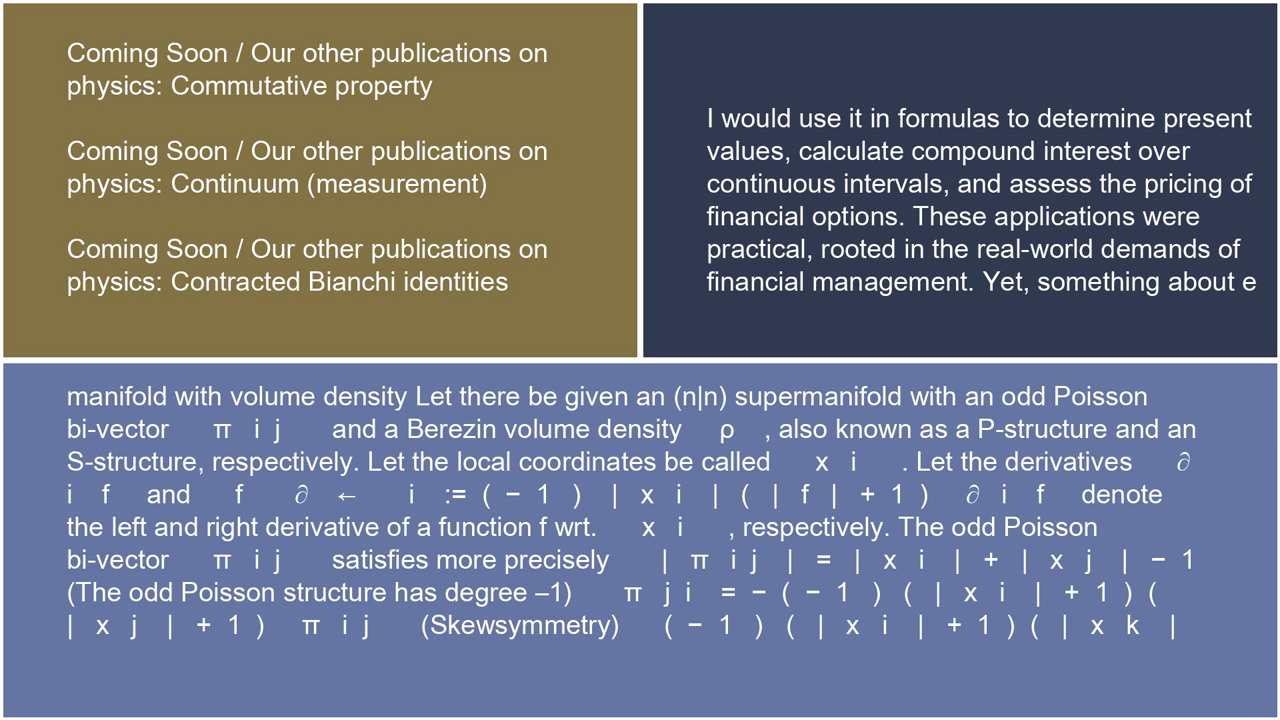 Coming Soon / Our other publications on
physics: Commutative property
Coming Soon / Our other publications on
physics: Continuum (measurement)
Coming Soon / Our other publications on
physics: Contracted Bianchi identities
I would use it in formulas to determine present
values, calculate compound interest over
continuous intervals, and assess the pricing of
financial options. These applications were
practical, rooted in the real-world demands of
financial management. Yet, something about e
manifold with volume density Let there be given an (n|n) supermanifold with an odd Poisson
bi-vector π i j and a Berezin volume density ρ , also known as a P-structure and an
S-structure, respectively. Let the local coordinates be called x i . Let the derivatives ∂
i f and f ∂ ← i := ( − 1 ) | x i | ( | f | + 1 ) ∂ i f denote
the left and right derivative of a function f wrt. x i , respectively. The odd Poisson
bi-vector π i j satisfies more precisely | π i j | = | x i | + | x j | − 1
(The odd Poisson structure has degree –1) π j i = − ( − 1 ) ( | x i | + 1 ) (
| x j | + 1 ) π i j (Skewsymmetry) ( − 1 ) ( | x i | + 1 ) ( | x k |